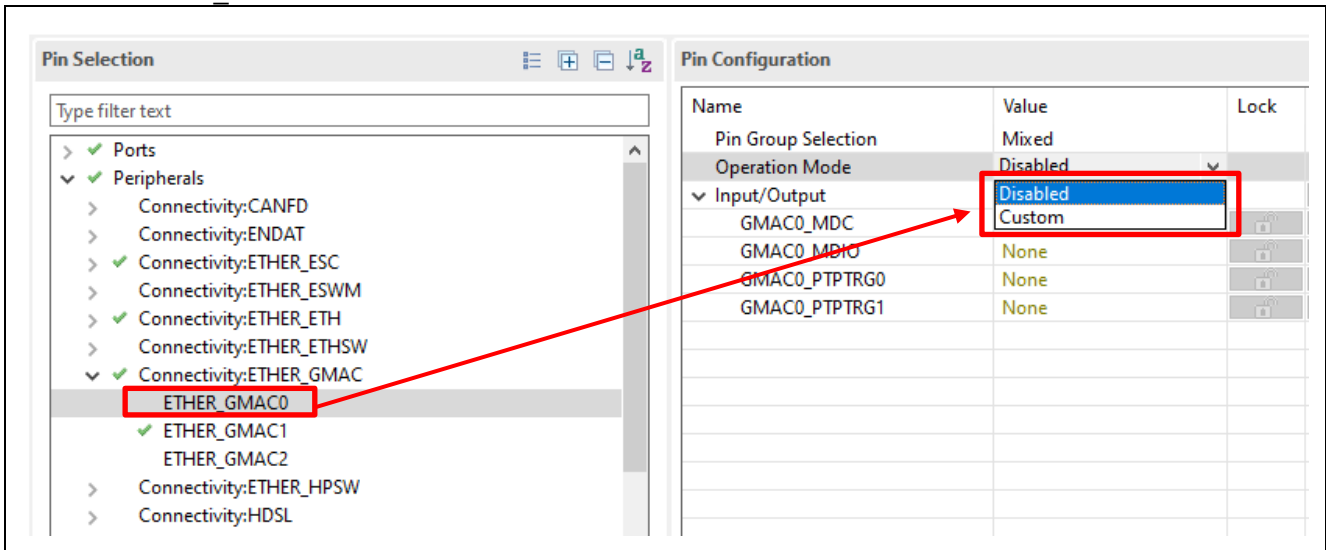 Pin Selection
Type filter text
Ports
Peripherals
Connectivity:CANFD
Connectivity:ENDAT
Connectivity:ETHER_ESC
Connectivity:ETHER_ESWM
Connectivity:ETHER_ETH
Connectivity:ETHER_ETHSW
Connectivity:ETHER_GMAC
ETHER_GMAC0
ETHER_GMAC1
ETHER_GMAC2
Connectivity:ETHER_HPSW
Connectivity:HDSL
Pin Configuration
Name Value Lock
Pin Group Selection Mixed
Operation Mode Disabled
Input/Output Disabled
Custom
GMAC0_MDC
GMAC0_MDIO None
GMAC0_PTPTRG0 None
GMAC0_PTPTRG1 None